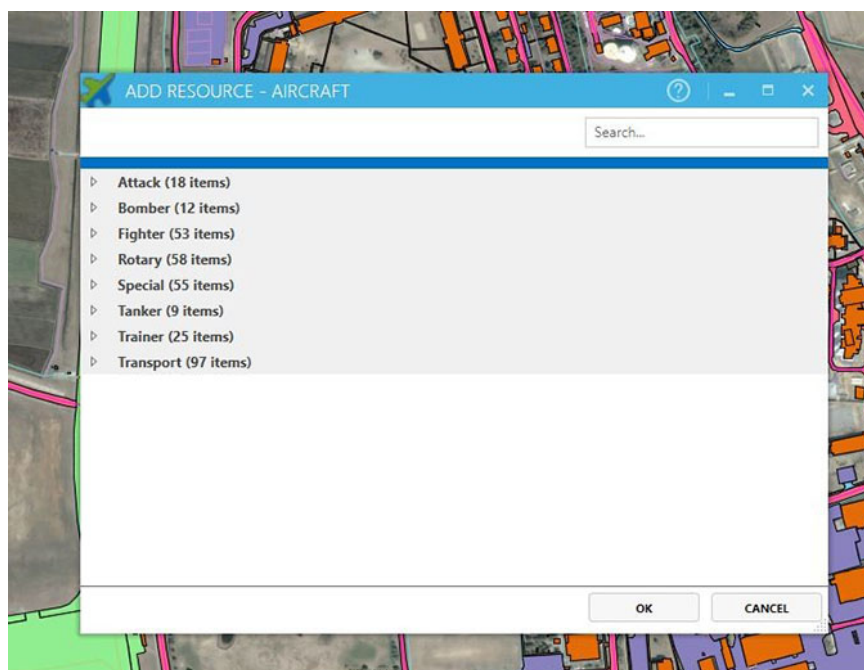 ADD RESOURCE - AIRCRAFT
Search...
Attack (18 items)
Bomber (12 items)
Fighter (53 items)
Rotary (58 items)
Special (55 items)
Tanker (9 items)
Trainer (25 items)
Transport (97 items)
OK CANCEL